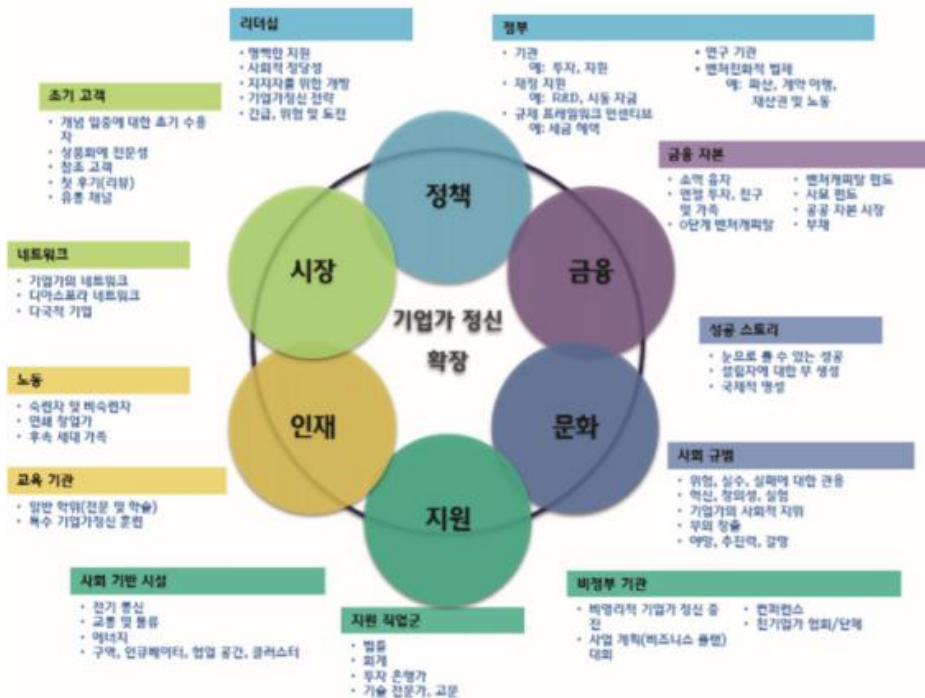 리더십
• 명백한 지원
• 사회적 정당성
• 지지자를 위한 개방
• 기업가정신 전략
• 긴급, 위험 및 도전
정부
• 기관
예: 투자, 지원
• 재정 지원
예: R&D, 시동 자금
• 규제 프레임워크 인센티브
예: 세금 혜택
• 연구 기관
• 벤처친화적 법제
예: 파산, 계약 이행,
재산권 및 노동
초기 고객
• 개념 입증에 대한 초기 수용
자
• 상품화에 전문성
• 참조 고객
• 첫 후기(리뷰)
• 유통 채널
금융 자본
• 소액 융자
• 엔젤 투자, 친구
및 가족
• 0단계 벤처캐피탈
• 벤처캐피탈 펀드
• 사모 펀드
• 공공 자본 시장
• 부채
정책
시장
금융
네트워크
• 기업가의 네트워크
• 디아스포라 네트워크
• 다국적 기업
기업가 정신
확장
성공 스토리
• 눈으로 볼 수 있는 성공
• 설립자에 대한 부 생성
• 국제적 명성
노동
• 숙련자 및 비숙련자
• 연쇄 창업가
• 후속 세대 가족
인재
문화
사회 규범
• 위험, 실수, 실패에 대한 관용
• 혁신, 창의성, 실험
• 기업가의 사회적 지위
• 부의 창출
• 야망, 추진력, 갈망
교육 기관
• 일반 학위(전문 및 학술)
• 특수 기업가정신 훈련
지원
사회 기반 시설
• 전기 통신
• 교통 및 물류
• 에너지
• 구역, 인큐베이터, 협업 공간, 클러스터
지원 직업군
• 법률
• 회계
• 투자 은행가
• 기술 전문가, 고문
비정부 기관
• 비영리적 기업가 정신 증
진
• 사업 계획(비즈니스 플랜)
대회
• 컨퍼런스
• 친기업가 협회/단체